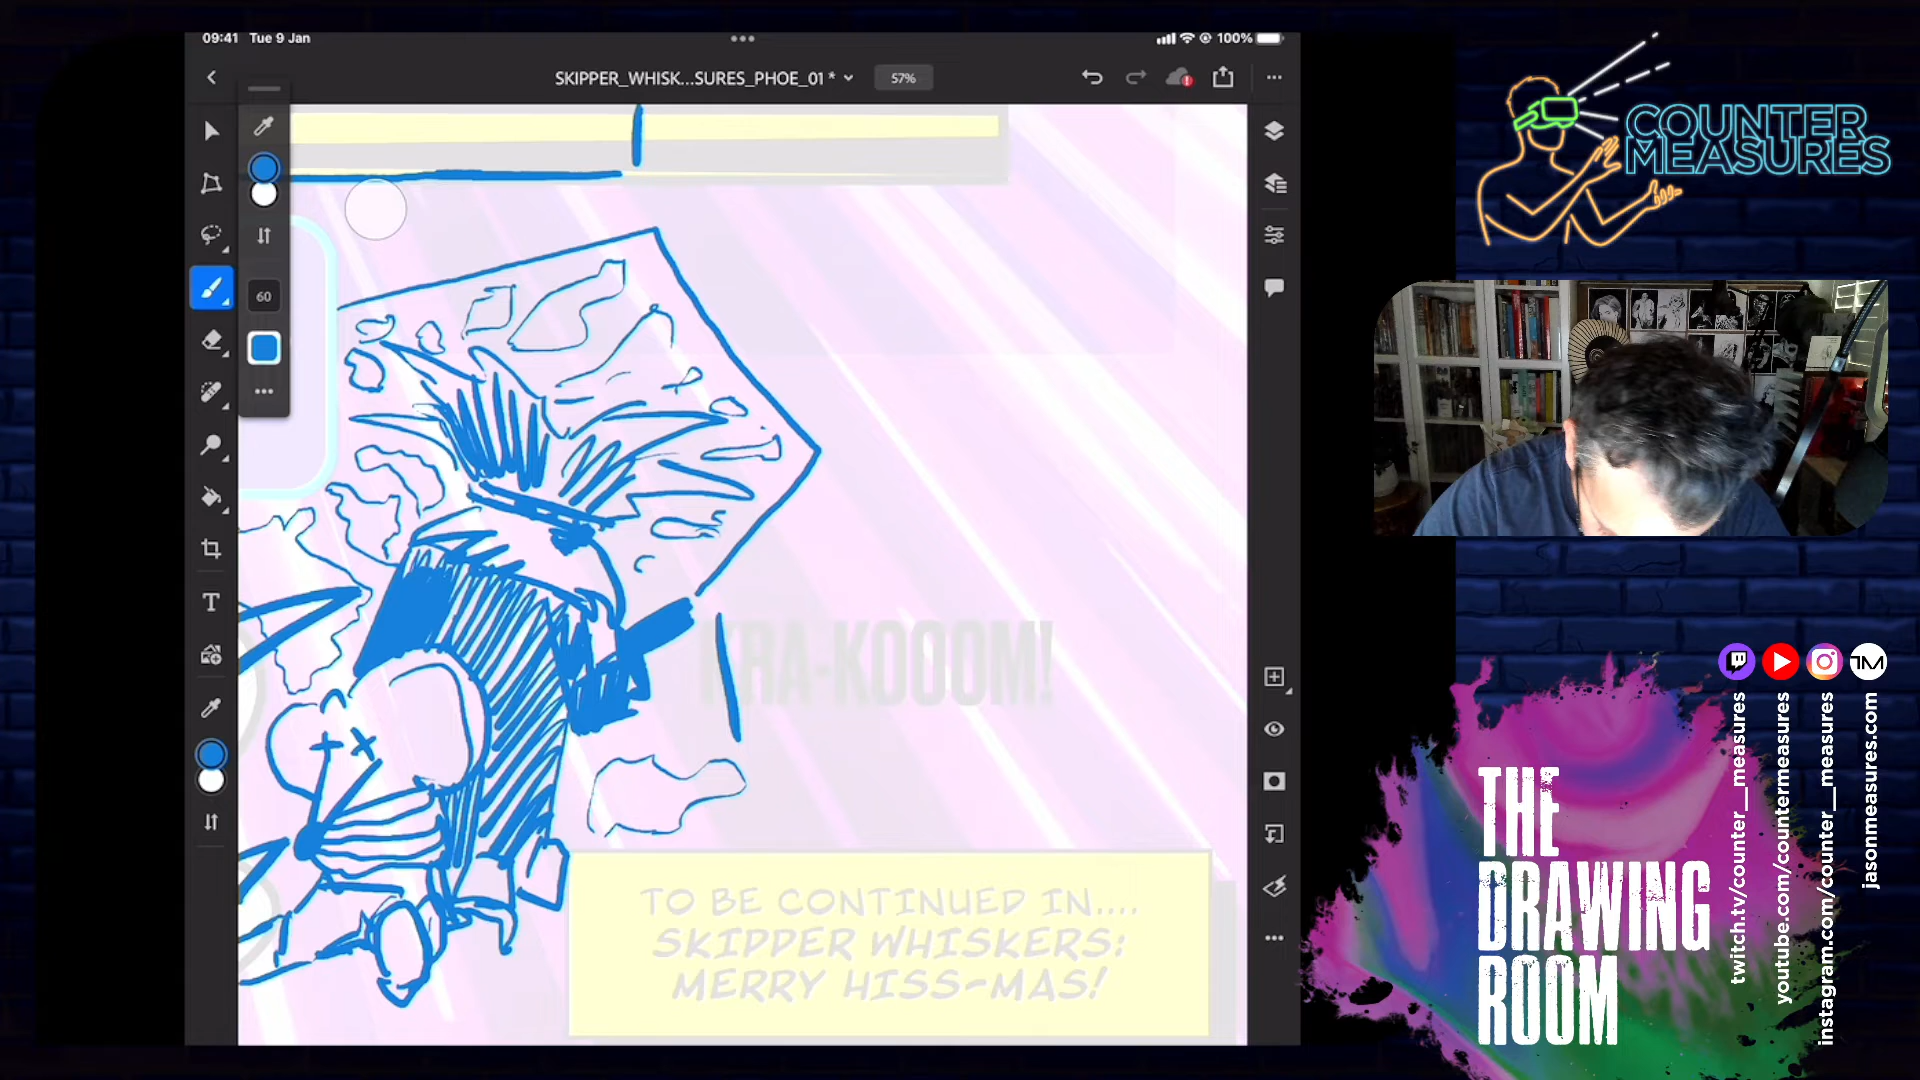 09:41 Tue 9 Jan
100%
SKIPPER_WHISK...SURES_PHOE_01 *
57%
60
T
KRA-KOOOM!
TO BE CONTINUED IN....
SKIPPER WHISKERS:
MERRY HISS-MAS!
COUNTER
MEASURES
THE
DRAWING
ROOM
twitch.tv/counter__measures
youtube.com/countermeasures
instagram.com/counter__measures
jasonmeasures.com